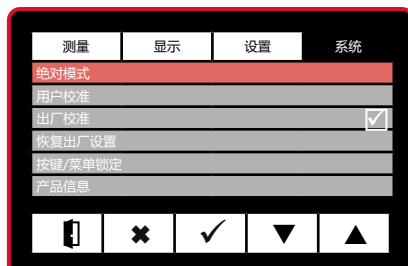 测量 显示 设置 系统
绝对模式
用户校准
出厂校准
恢复出厂设置
按键/菜单锁定
产品信息